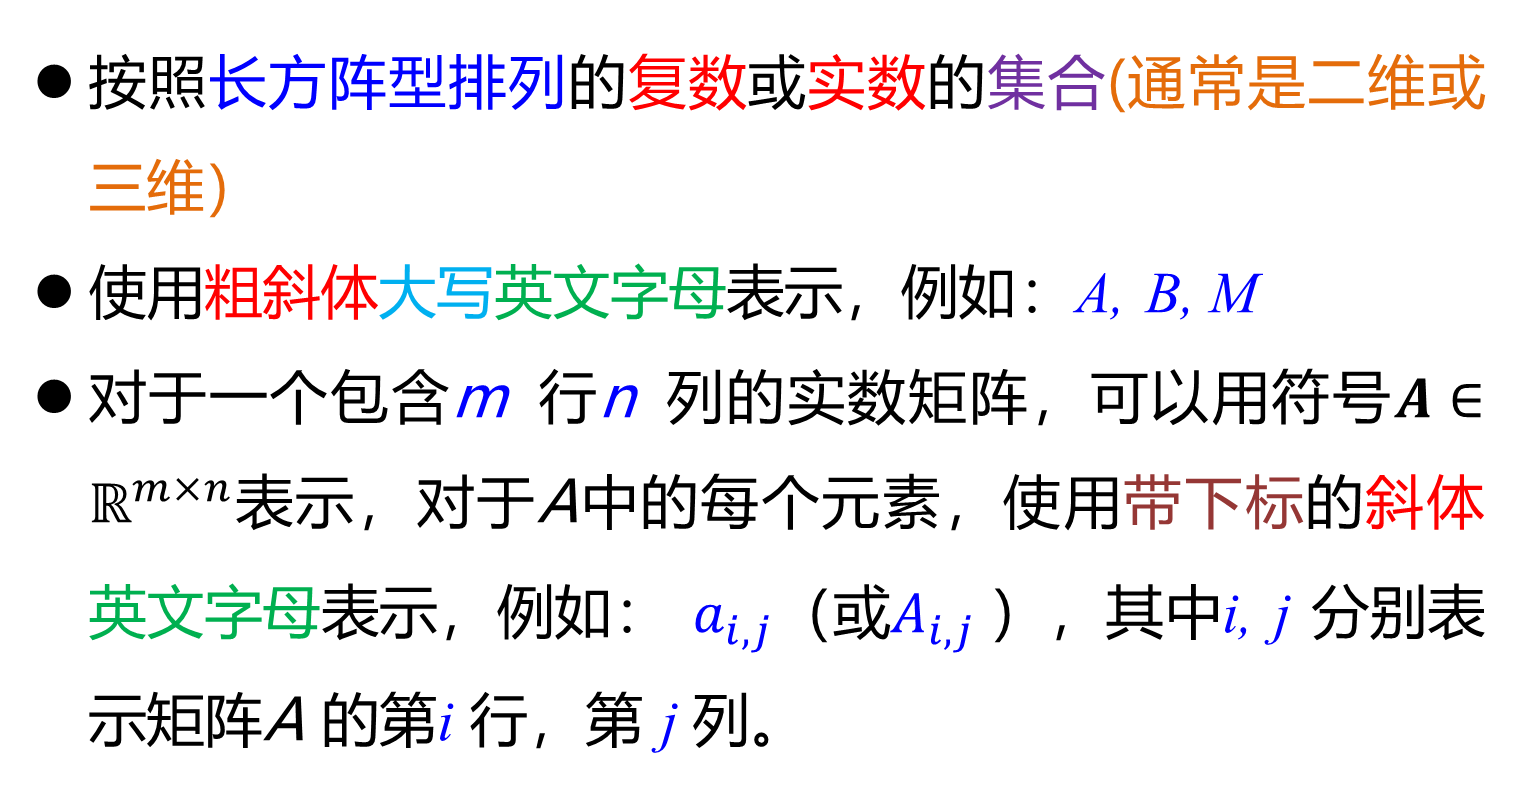 ● 按照长方阵型排列的复数或实数的集合(通常是二维或
三维）
● 使用粗斜体大写英文字母表示，例如：A, B, M
● 对于一个包含m 行n 列的实数矩阵，可以用符号A ∈
ℝ^{m×n}表示，对于A中的每个元素，使用带下标的斜体
英文字母表示，例如： a_{i,j}（或A_{i,j} ），其中i, j 分别表
示矩阵A 的第i 行，第 j 列。